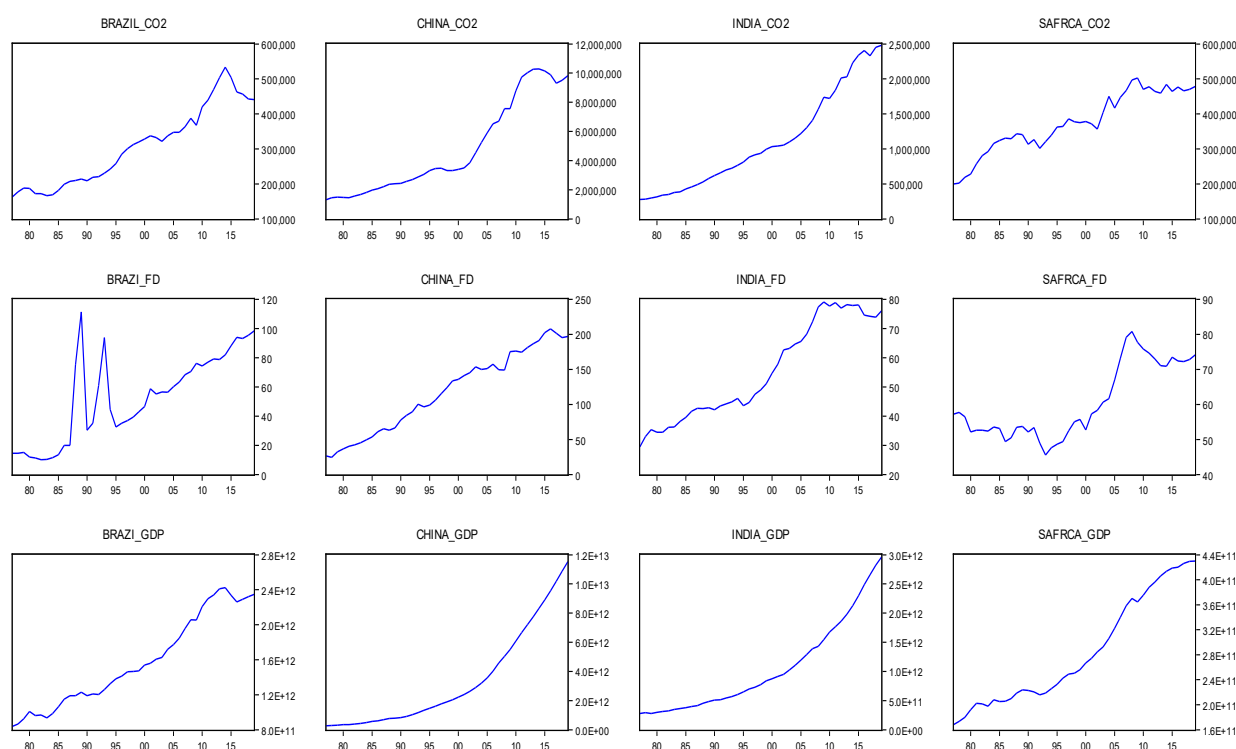 BRAZIL_CO2
600,000
500,000
400,000
300,000
200,000
100,000
80 85 90 95 00 05 10 15
CHINA_CO2
12,000,000
10,000,000
8,000,000
6,000,000
4,000,000
2,000,000
0
80 85 90 95 00 05 10 15
INDIA_CO2
2,500,000
2,000,000
1,500,000
1,000,000
500,000
0
80 85 90 95 00 05 10 15
SAFRCA_CO2
600,000
500,000
400,000
300,000
200,000
100,000
80 85 90 95 00 05 10 15
BRAZI_FD
120
100
80
60
40
20
0
80 85 90 95 00 05 10 15
CHINA_FD
250
200
150
100
50
0
80 85 90 95 00 05 10 15
INDIA_FD
80
70
60
50
40
30
20
80 85 90 95 00 05 10 15
SAFRCA_FD
90
80
70
60
50
40
80 85 90 95 00 05 10 15
BRAZI_GDP
2.8E+12
2.4E+12
2.0E+12
1.6E+12
1.2E+12
8.0E+11
80 85 90 95 00 05 10 15
CHINA_GDP
1.2E+13
1.0E+13
8.0E+12
6.0E+12
4.0E+12
2.0E+12
0.0E+00
80 85 90 95 00 05 10 15
INDIA_GDP
3.0E+12
2.5E+12
2.0E+12
1.5E+12
1.0E+12
5.0E+11
0.0E+00
80 85 90 95 00 05 10 15
SAFRCA_GDP
4.4E+11
4.0E+11
3.6E+11
3.2E+11
2.8E+11
2.4E+11
2.0E+11
1.6E+11
80 85 90 95 00 05 10 15